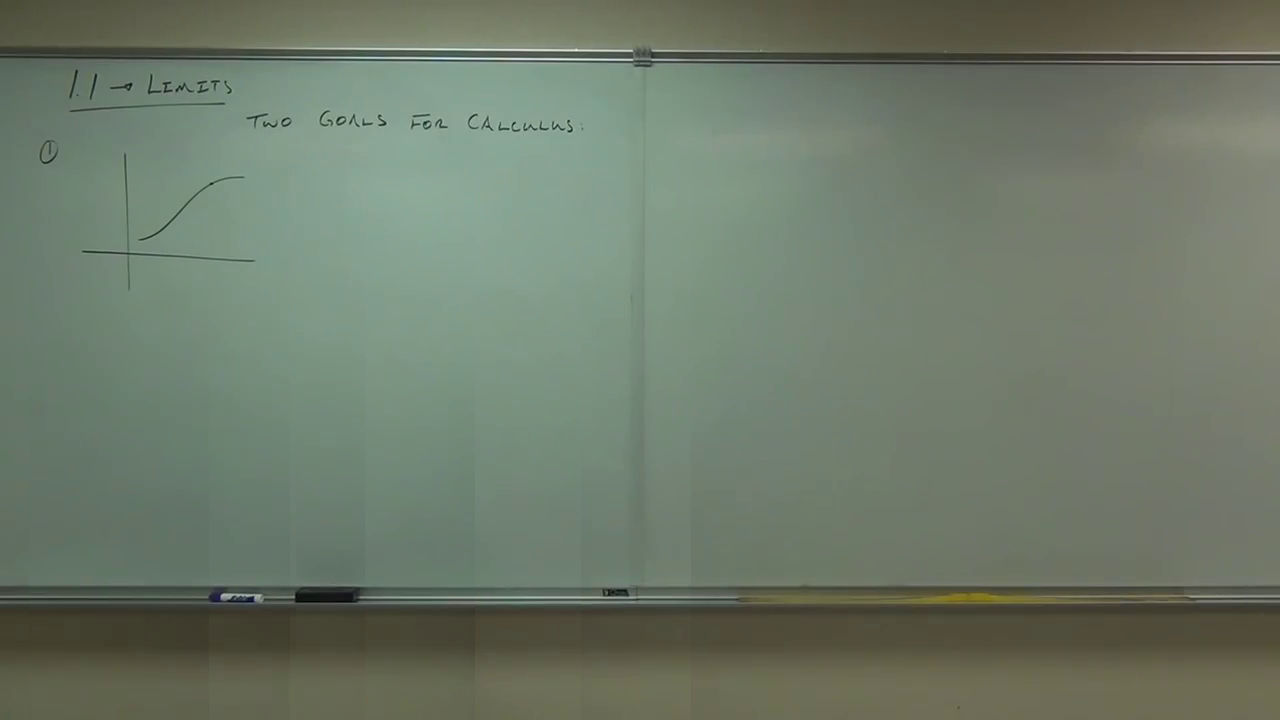 1.1 → LIMITS
TWO GOALS FOR CALCULUS:
①